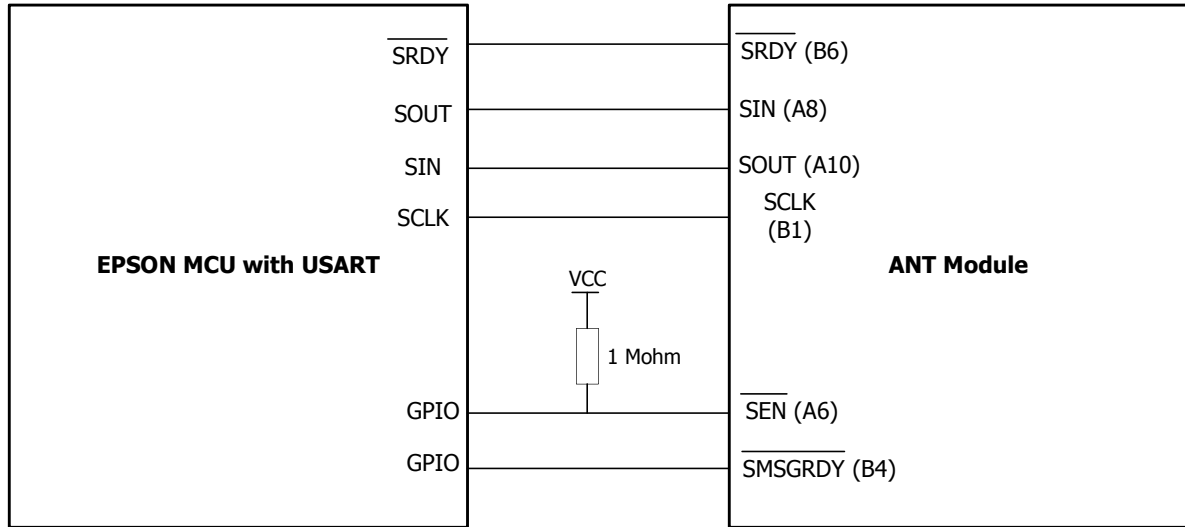 SRDY
SRDY (B6)
SOUT
SIN (A8)
SIN
SOUT (A10)
SCLK
SCLK
(B1)
EPSON MCU with USART
ANT Module
VCC
1 Mohm
GPIO
SEN (A6)
GPIO
SMSGRDY (B4)